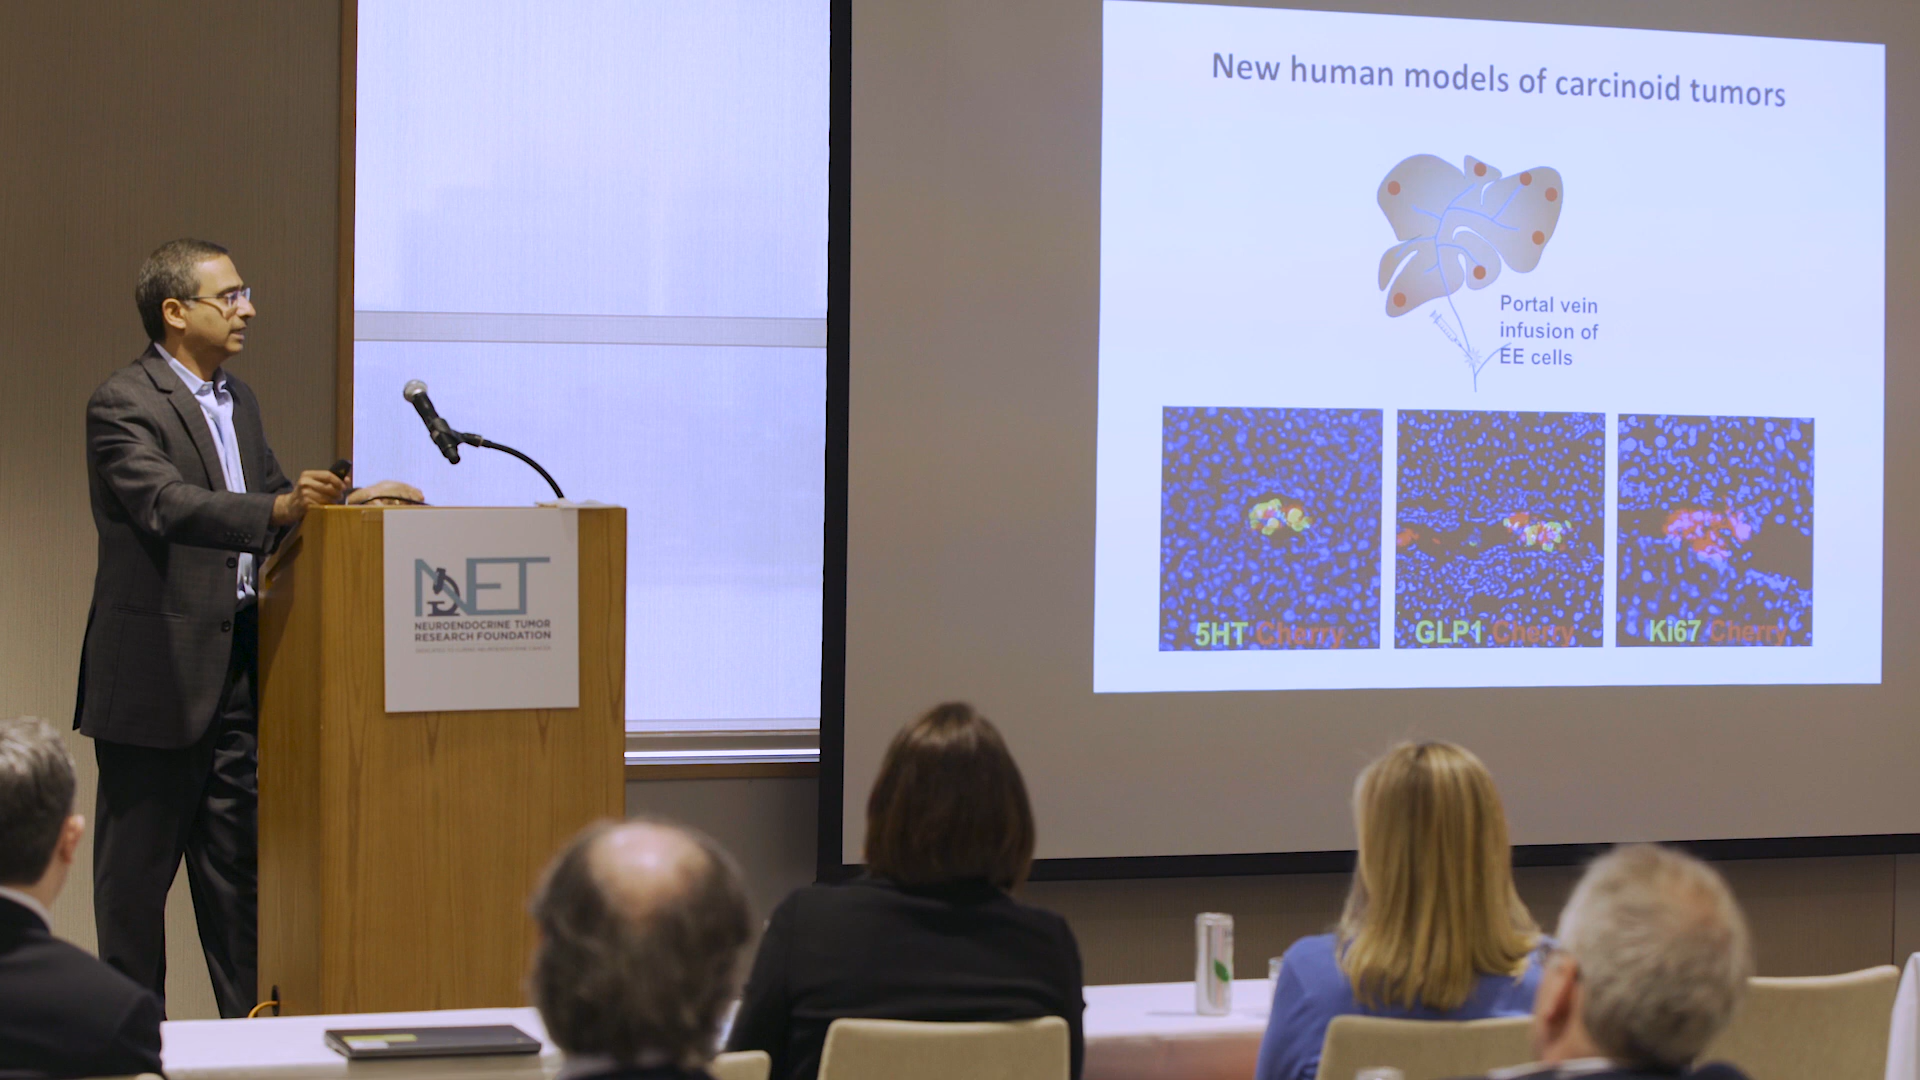 New human models of carcinoid tumors
Portal vein
infusion of
EE cells
5HT Cherry
GLP1 Cherry
Ki67 Cherry
NET
NEUROENDOCRINE TUMOR
RESEARCH FOUNDATION